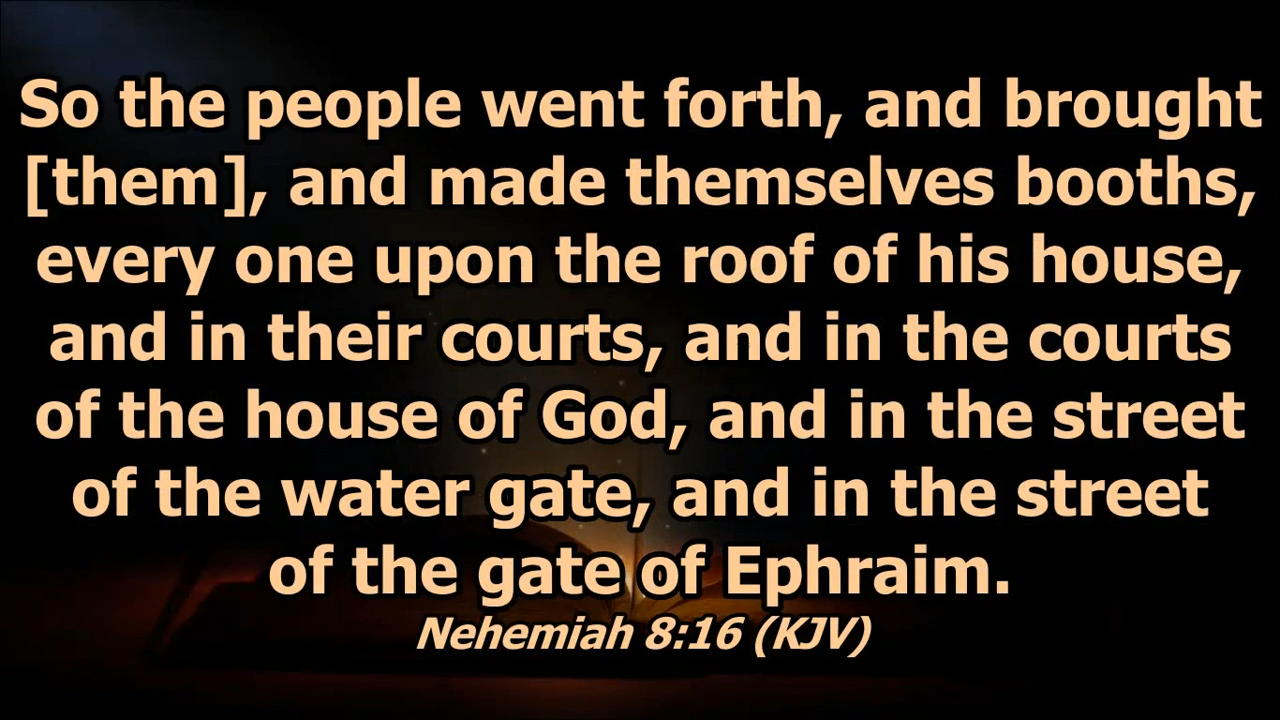 So the people went forth, and brought
[them], and made themselves booths,
every one upon the roof of his house,
and in their courts, and in the courts
of the house of God, and in the street
of the water gate, and in the street
of the gate of Ephraim.
Nehemiah 8:16 (KJV)